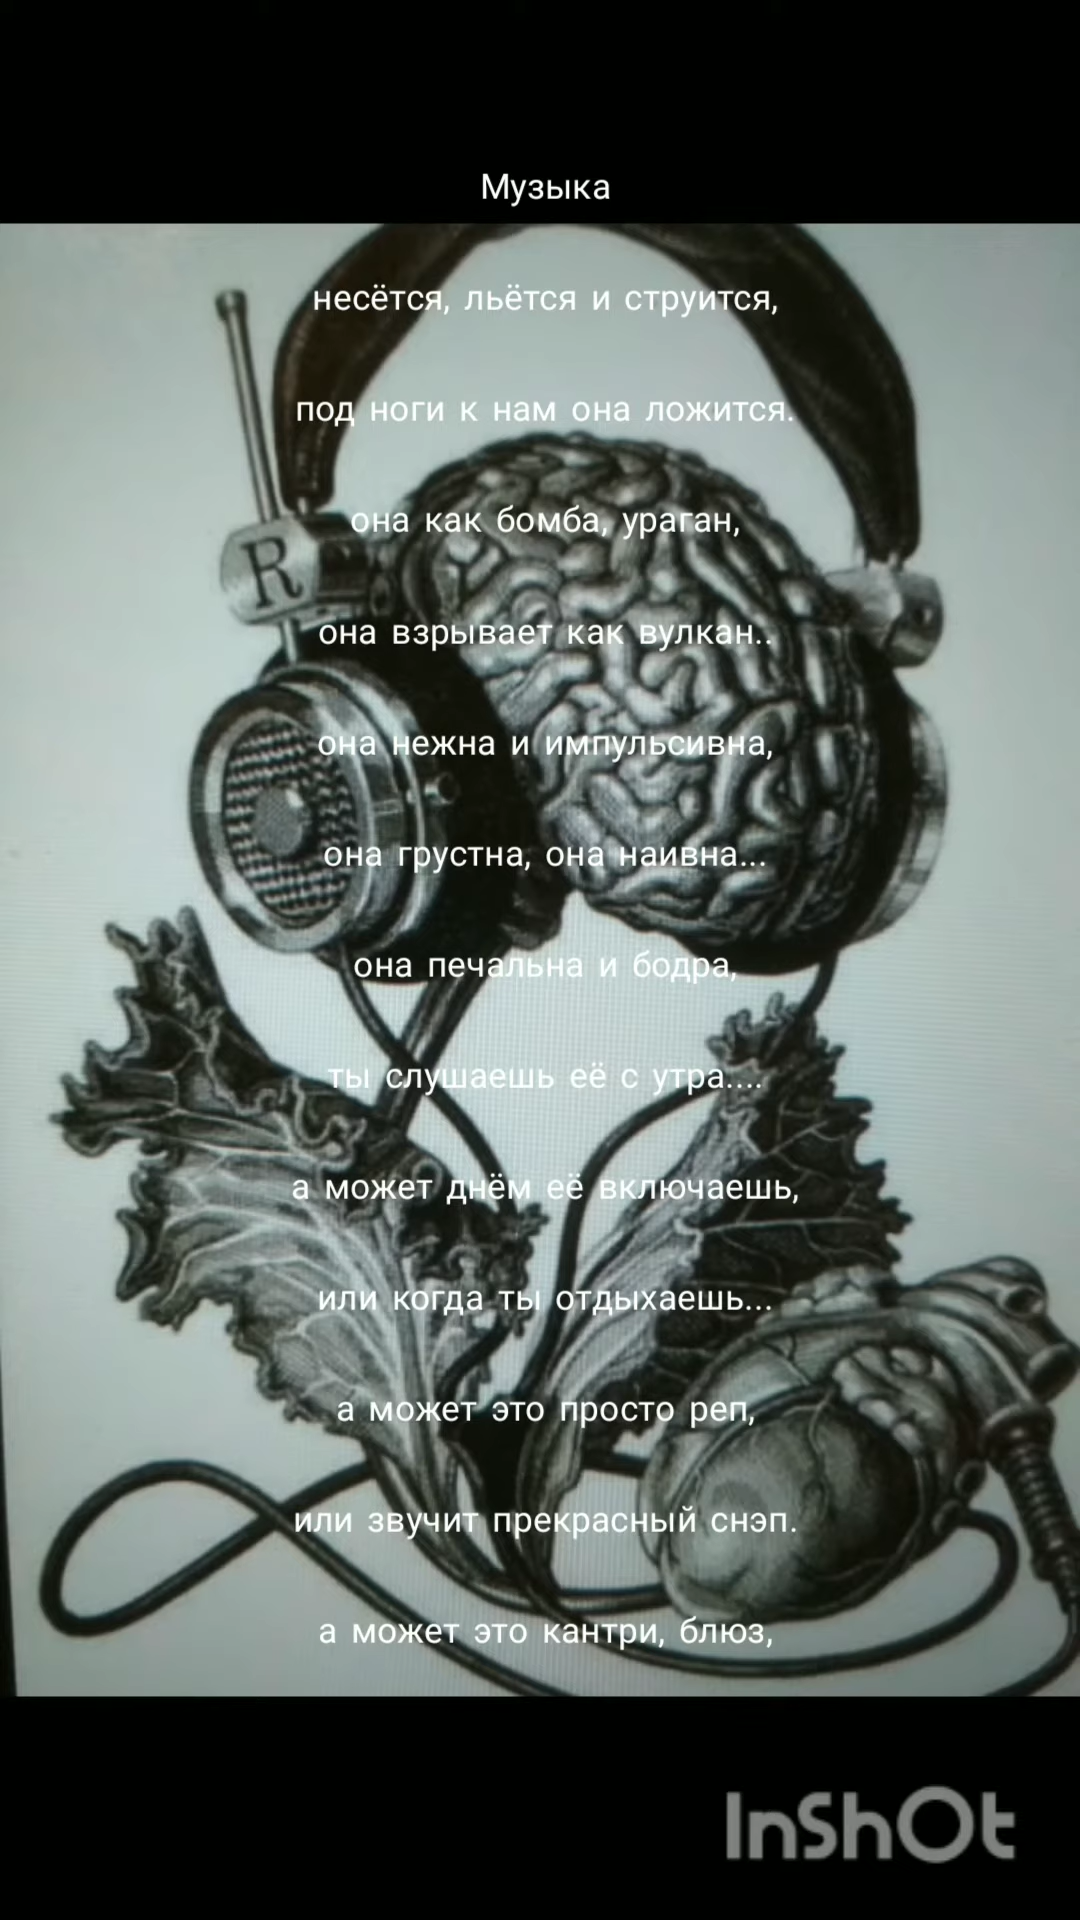 Музыка
несётся, льётся и струится,
под ноги к нам она ложится.
она как бомба, ураган,
она взрывает как вулкан..
она нежна и импульсивна,
она грустна, она наивна...
она печальна и бодра,
ты слушаешь её с утра....
а может днём её включаешь,
или когда ты отдыхаешь...
а может это просто реп,
или звучит прекрасный снэп.
а может это кантри, блюз,
R
InShOt